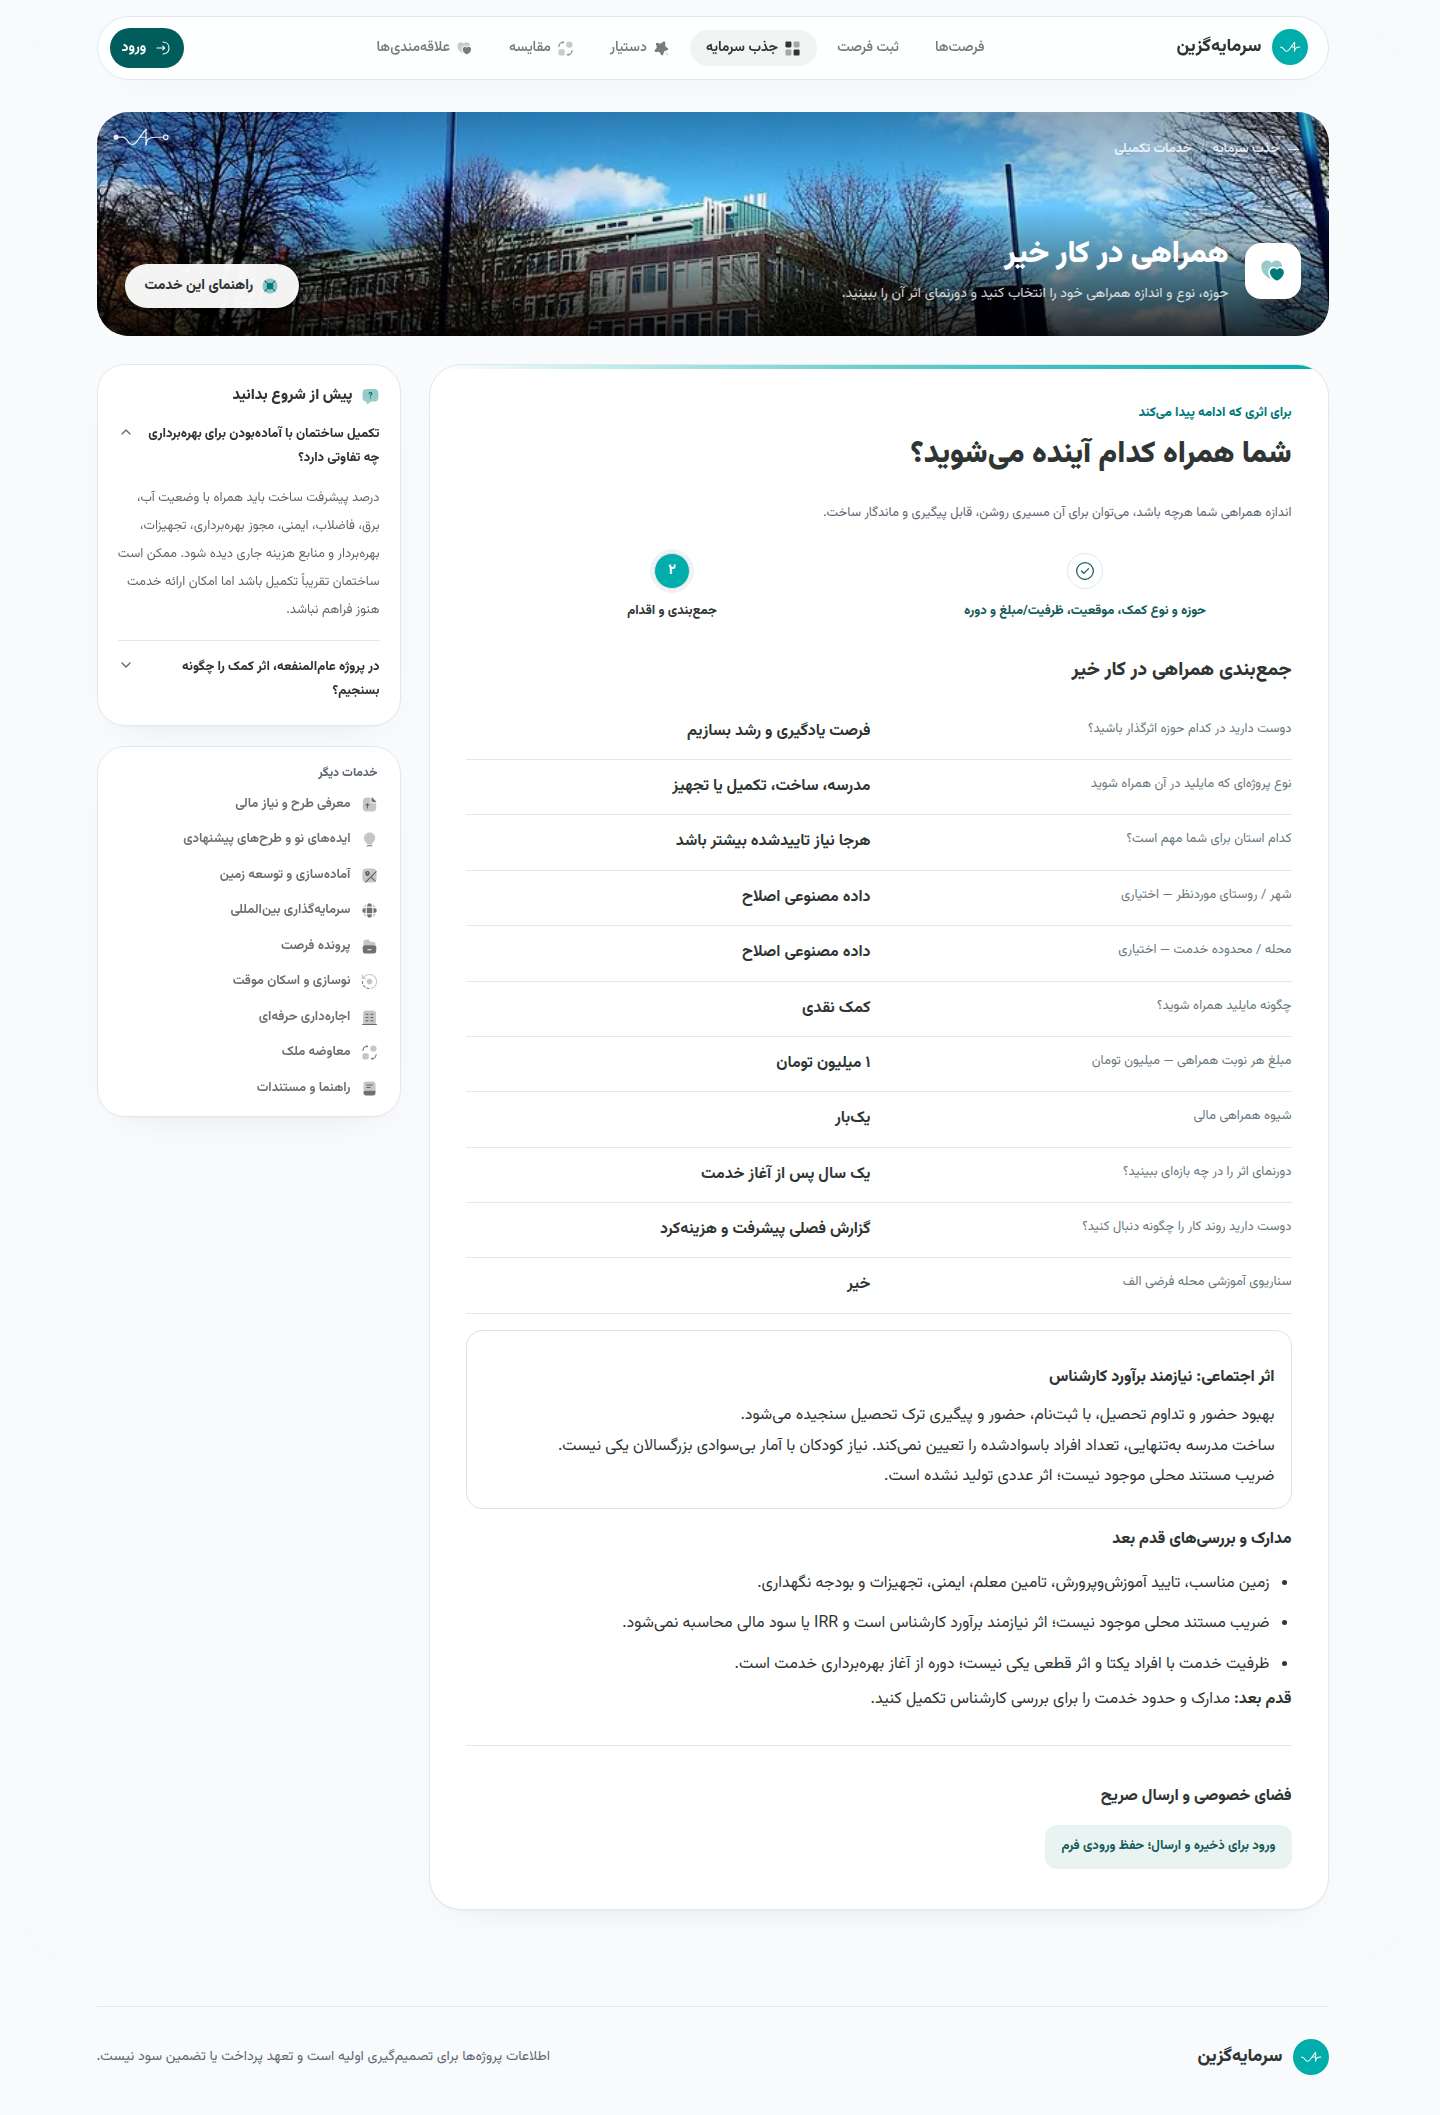 سرمایه‌گزین
فرصت‌ها
ثبت فرصت
جذب سرمایه
دستیار
مقایسه
علاقه‌مندی‌ها
ورود
→ جذب سرمایه / خدمات تکمیلی
همراهی در کار خیر
حوزه، نوع و اندازه همراهی خود را انتخاب کنید و دورنمای اثر آن را ببینید.
راهنمای این خدمت
برای اثری که ادامه پیدا می‌کند
شما همراه کدام آینده می‌شوید؟
اندازه همراهی شما هرچه باشد، می‌توان برای آن مسیری روشن، قابل پیگیری و ماندگار ساخت.
حوزه و نوع کمک، موقعیت، ظرفیت/مبلغ و دوره
۲
جمع‌بندی و اقدام
جمع‌بندی همراهی در کار خیر
دوست دارید در کدام حوزه اثرگذار باشید؟
فرصت یادگیری و رشد بسازیم
نوع پروژه‌ای که مایلید در آن همراه شوید
مدرسه، ساخت، تکمیل یا تجهیز
کدام استان برای شما مهم است؟
هرجا نیاز تاییدشده بیشتر باشد
شهر / روستای موردنظر — اختیاری
داده مصنوعی اصلاح
محله / محدوده خدمت — اختیاری
داده مصنوعی اصلاح
چگونه مایلید همراه شوید؟
کمک نقدی
مبلغ هر نوبت همراهی — میلیون تومان
۱ میلیون تومان
شیوه همراهی مالی
یک‌بار
دورنمای اثر را در چه بازه‌ای ببینید؟
یک سال پس از آغاز خدمت
دوست دارید روند کار را چگونه دنبال کنید؟
گزارش فصلی پیشرفت و هزینه‌کرد
سناریوی آموزشی محله فرضی الف
خیر
اثر اجتماعی: نیازمند برآورد کارشناس
بهبود حضور و تداوم تحصیل، با ثبت‌نام، حضور و پیگیری ترک تحصیل سنجیده می‌شود.
ساخت مدرسه به‌تنهایی، تعداد افراد باسوادشده را تعیین نمی‌کند. نیاز کودکان با آمار بی‌سوادی بزرگسالان یکی نیست.
ضریب مستند محلی موجود نیست؛ اثر عددی تولید نشده است.
مدارک و بررسی‌های قدم بعد
• زمین مناسب، تایید آموزش‌وپرورش، تامین معلم، ایمنی، تجهیزات و بودجه نگهداری.
• ضریب مستند محلی موجود نیست؛ اثر نیازمند برآورد کارشناس است و IRR یا سود مالی محاسبه نمی‌شود.
• ظرفیت خدمت با افراد یکتا و اثر قطعی یکی نیست؛ دوره از آغاز بهره‌برداری خدمت است.
قدم بعد: مدارک و حدود خدمت را برای بررسی کارشناس تکمیل کنید.
فضای خصوصی و ارسال صریح
ورود برای ذخیره و ارسال؛ حفظ ورودی فرم
پیش از شروع بدانید
تکمیل ساختمان با آماده‌بودن برای بهره‌برداری
چه تفاوتی دارد؟
درصد پیشرفت ساخت باید همراه با وضعیت آب،
برق، فاضلاب، ایمنی، مجوز بهره‌برداری، تجهیزات،
بهره‌بردار و منابع هزینه جاری دیده شود. ممکن است
ساختمان تقریباً تکمیل باشد اما امکان ارائه خدمت
هنوز فراهم نباشد.
در پروژه عام‌المنفعه، اثر کمک را چگونه
بسنجیم؟
خدمات دیگر
معرفی طرح و نیاز مالی
ایده‌های نو و طرح‌های پیشنهادی
آماده‌سازی و توسعه زمین
سرمایه‌گذاری بین‌المللی
پرونده فرصت
نوسازی و اسکان موقت
اجاره‌داری حرفه‌ای
معاوضه ملک
راهنما و مستندات
سرمایه‌گزین
اطلاعات پروژه‌ها برای تصمیم‌گیری اولیه است و تعهد پرداخت یا تضمین سود نیست.